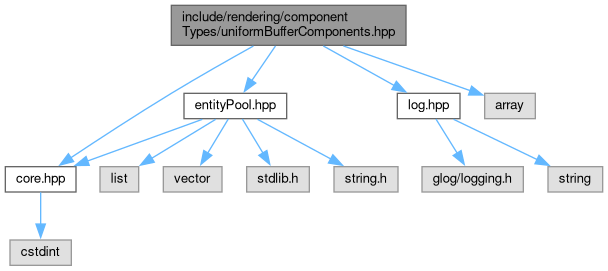 include/rendering/component
Types/uniformBufferComponents.hpp
entityPool.hpp
log.hpp
array
core.hpp
list
vector
stdlib.h
string.h
glog/logging.h
string
cstdint